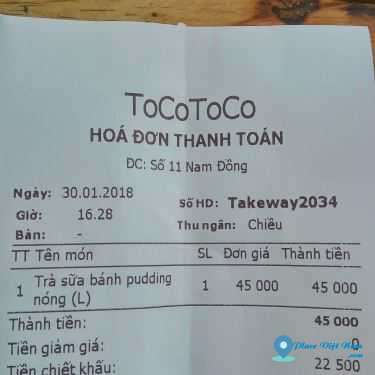 ToCoToCo
HOÁ ĐƠN THANH TOÁN
ĐC: Số 11 Nam Đồng
Ngày: 30.01.2018 Số HD: Takeway2034
Giờ: 16.28 Thu ngân: Chiều
Bàn: -
TT Tên món SL Đơn giá Thành tiền
1 Trà sữa bánh pudding nóng (L) 1 45 000 45 000
Thành tiền: 45 000
Tiền giảm giá: 0
Tiền chiết khấu: 22 500
Place Việt Nam